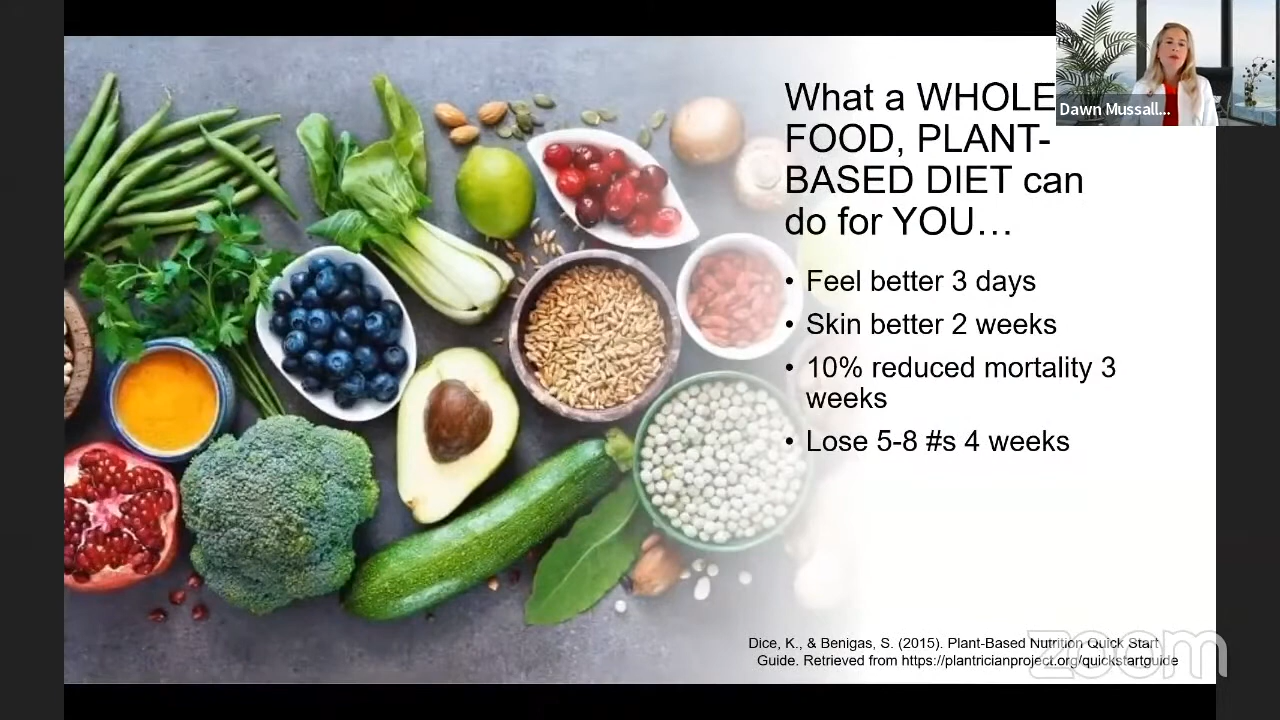 What a WHOLE
FOOD, PLANT-
BASED DIET can
do for YOU…
• Feel better 3 days
• Skin better 2 weeks
• 10% reduced mortality 3
weeks
• Lose 5-8 #s 4 weeks
Dawn Mussall...
Dice, K., & Benigas, S. (2015). Plant-Based Nutrition Quick Start
Guide. Retrieved from https://plantricianproject.org/quickstartguide
zoom